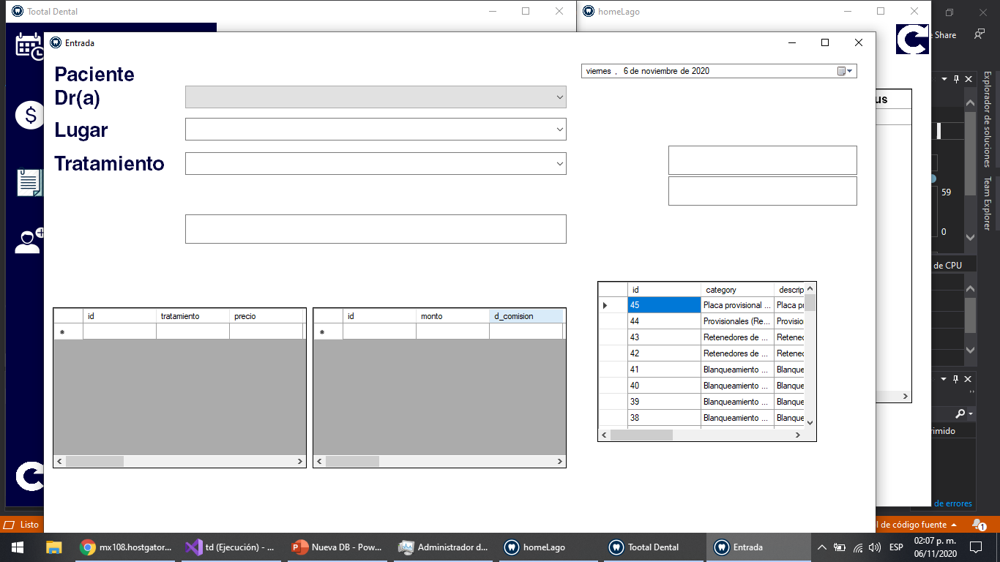 Tootal Dental
homeLago
Share
Entrada
Paciente
viernes , 6 de noviembre de 2020
Dr(a)
us
Lugar
Tratamiento
Explorador de soluciones
Team Explorer
59
0
de CPU
id category descrip
45 Placa provisional ... Placa pr
44 Provisionales (Re... Provisio
43 Retenedores de ... Retened
42 Retenedores de ... Retened
41 Blanqueamiento ... Blanque
40 Blanqueamiento ... Blanque
39 Blanqueamiento ... Blanque
38 Blanqueamiento ... Blanque
id tratamiento precio
id monto d_comision
rimido
de errores
Listo
l de código fuente
1
mx108.hostgator...
td (Ejecución) - ...
Nueva DB - Pow...
Administrador d...
homeLago
Tootal Dental
Entrada
ESP
02:07 p. m.
06/11/2020